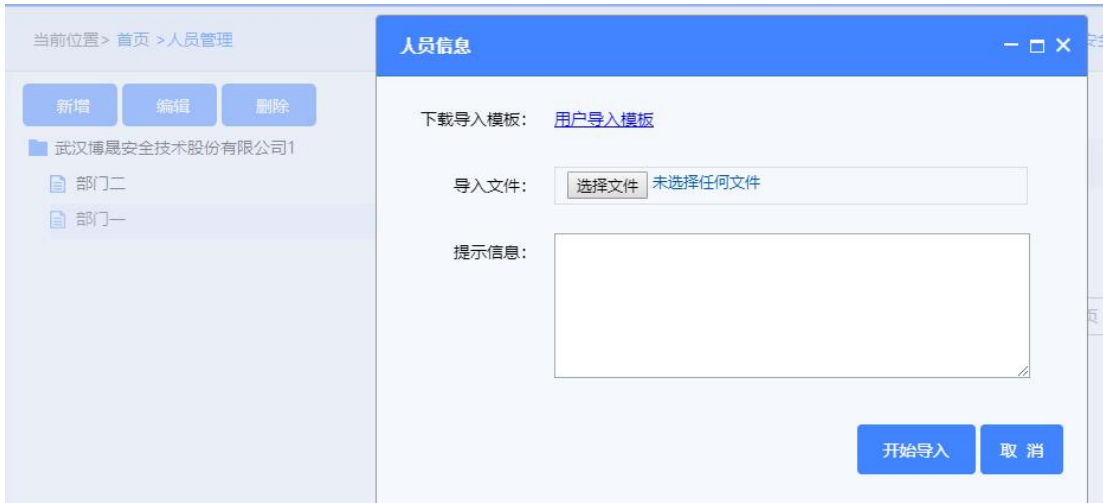 当前位置> 首页 >人员管理
新增 编辑 删除
武汉博晟安全技术股份有限公司1
部门二
部门一
人员信息
下载导入模板: 用户导入模板
导入文件: 选择文件 未选择任何文件
提示信息:
开始导入 取 消
页